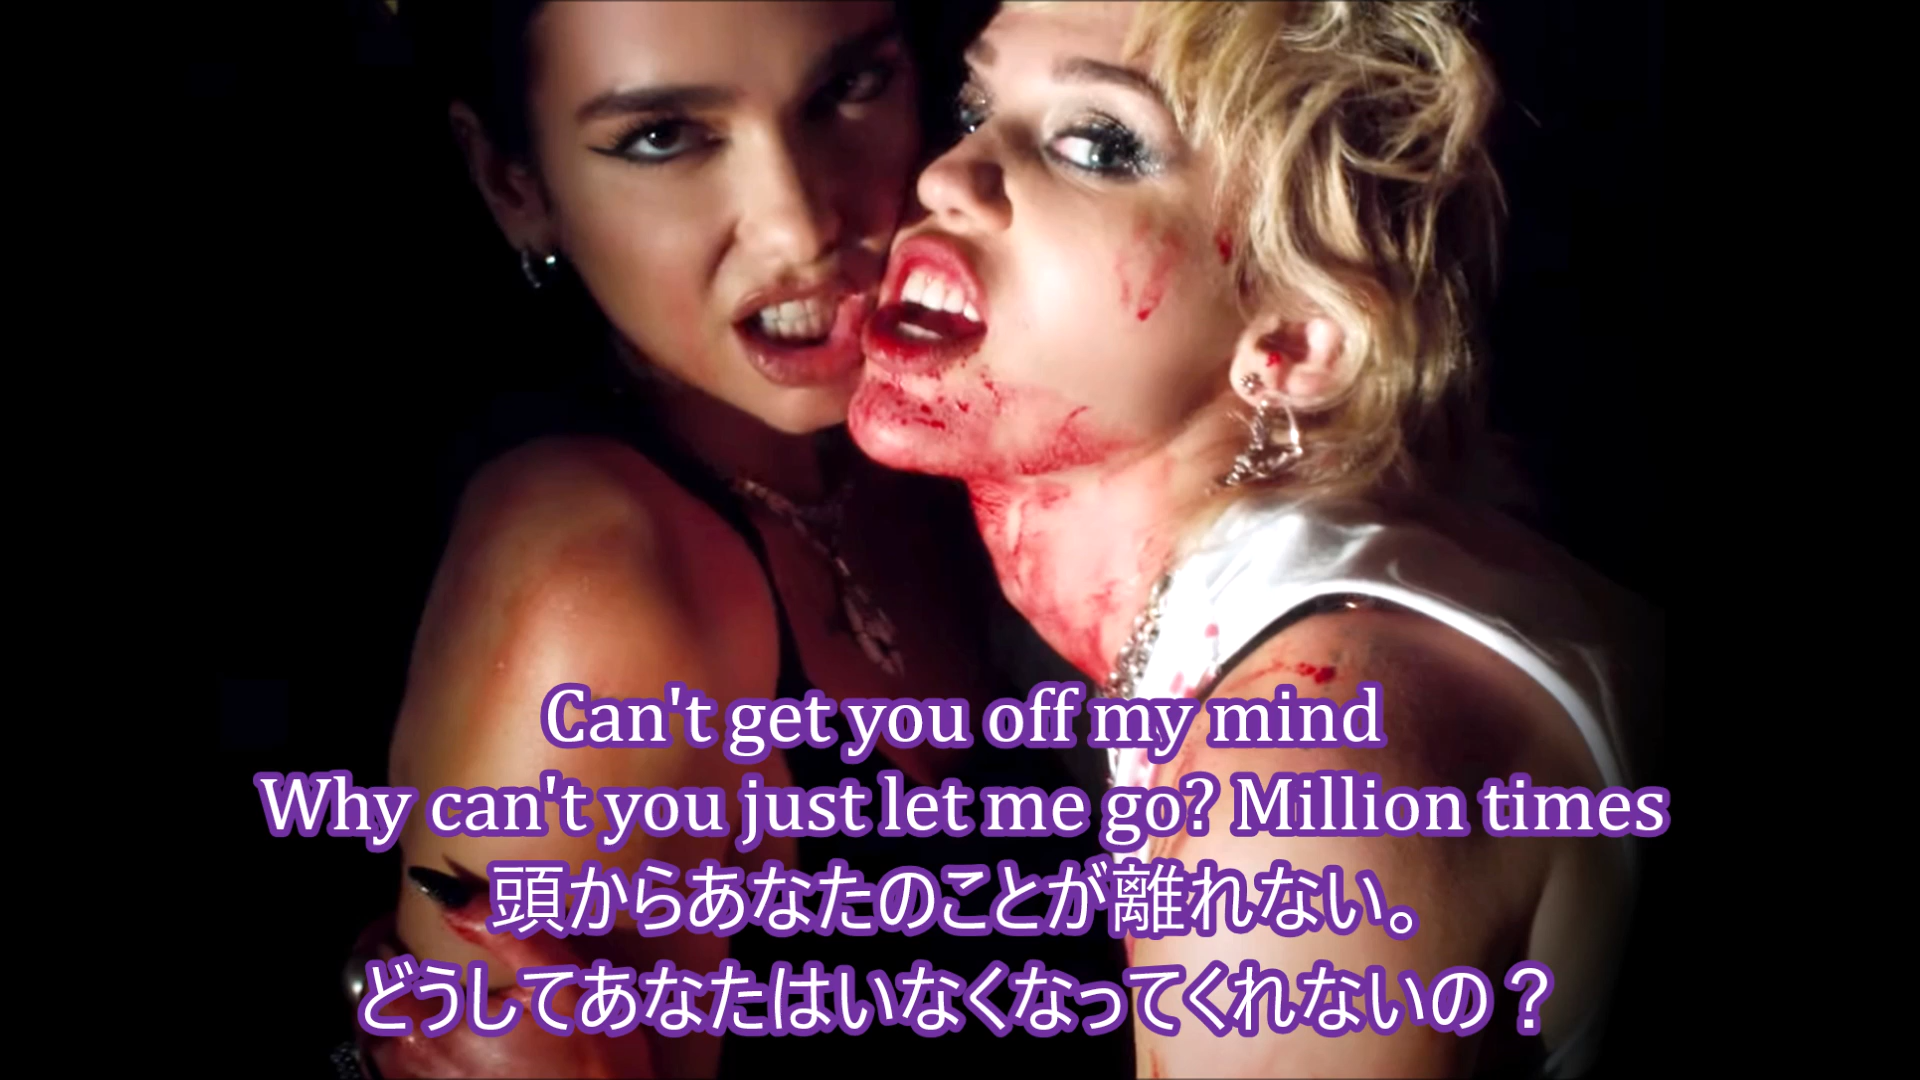 Can't get you off my mind
Why can't you just let me go? Million times
頭からあなたのことが離れない。
どうしてあなたはいなくなってくれないの？